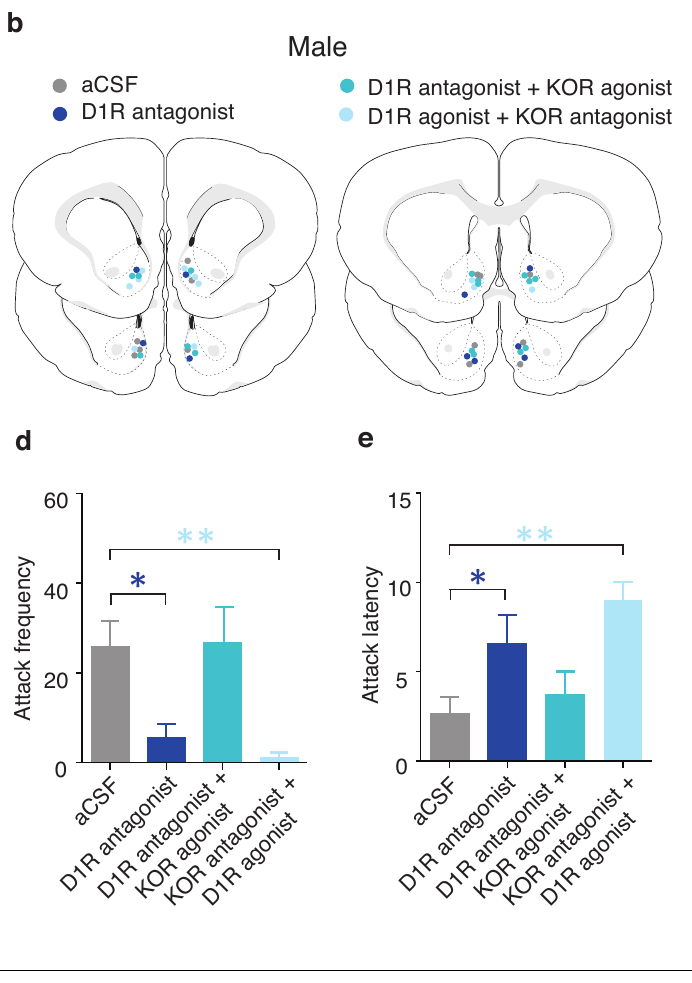 b
Male
aCSF
D1R antagonist
D1R antagonist + KOR agonist
D1R agonist + KOR antagonist
d
Attack frequency
60
40
20
0
*
**
aCSF
D1R antagonist
D1R antagonist +
KOR agonist
KOR antagonist +
D1R agonist
e
Attack latency
15
10
5
0
*
**
aCSF
D1R antagonist
D1R antagonist +
KOR agonist
KOR antagonist +
D1R agonist